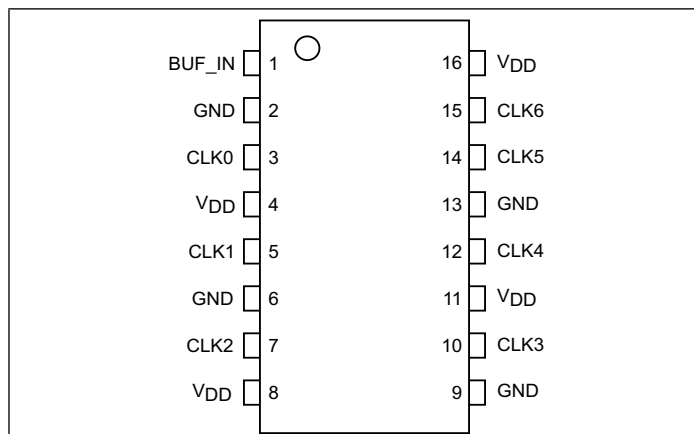 BUF_IN 1 16 VDD
GND 2 15 CLK6
CLK0 3 14 CLK5
VDD 4 13 GND
CLK1 5 12 CLK4
GND 6 11 VDD
CLK2 7 10 CLK3
VDD 8 9 GND